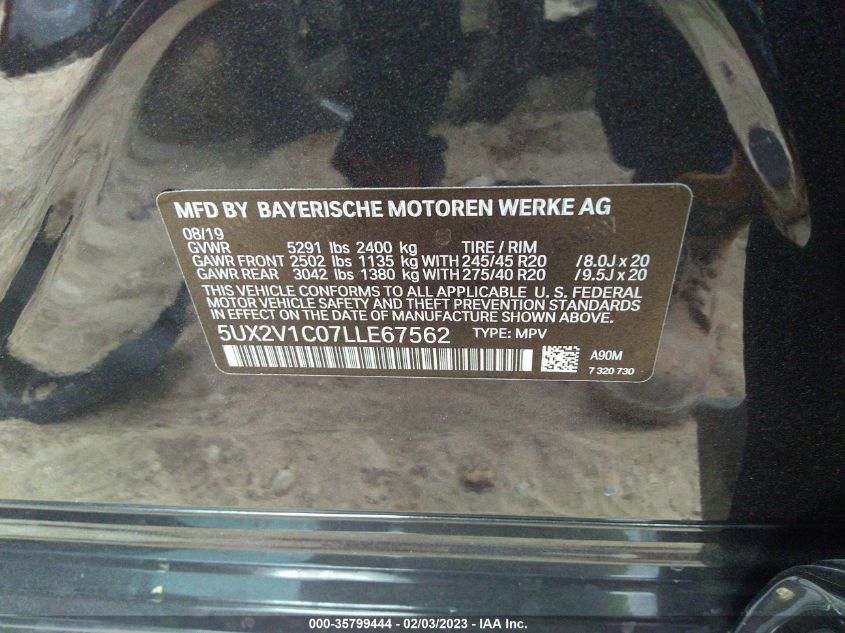 MFD BY BAYERISCHE MOTOREN WERKE AG
08/19
GVWR 5291 lbs 2400 kg TIRE / RIM
GAWR FRONT 2502 lbs 1135 kg WITH 245/45 R20 /8.0J x 20
GAWR REAR 3042 lbs 1380 kg WITH 275/40 R20 /9.5J x 20
THIS VEHICLE CONFORMS TO ALL APPLICABLE U. S. FEDERAL
MOTOR VEHICLE SAFETY AND THEFT PREVENTION STANDARDS
IN EFFECT ON THE DATE OF MANUFACTURE SHOWN ABOVE.
5UX2V1C07LLE67562 TYPE: MPV
A90M
7 320 730
000-35799444 - 02/03/2023 - IAA Inc.